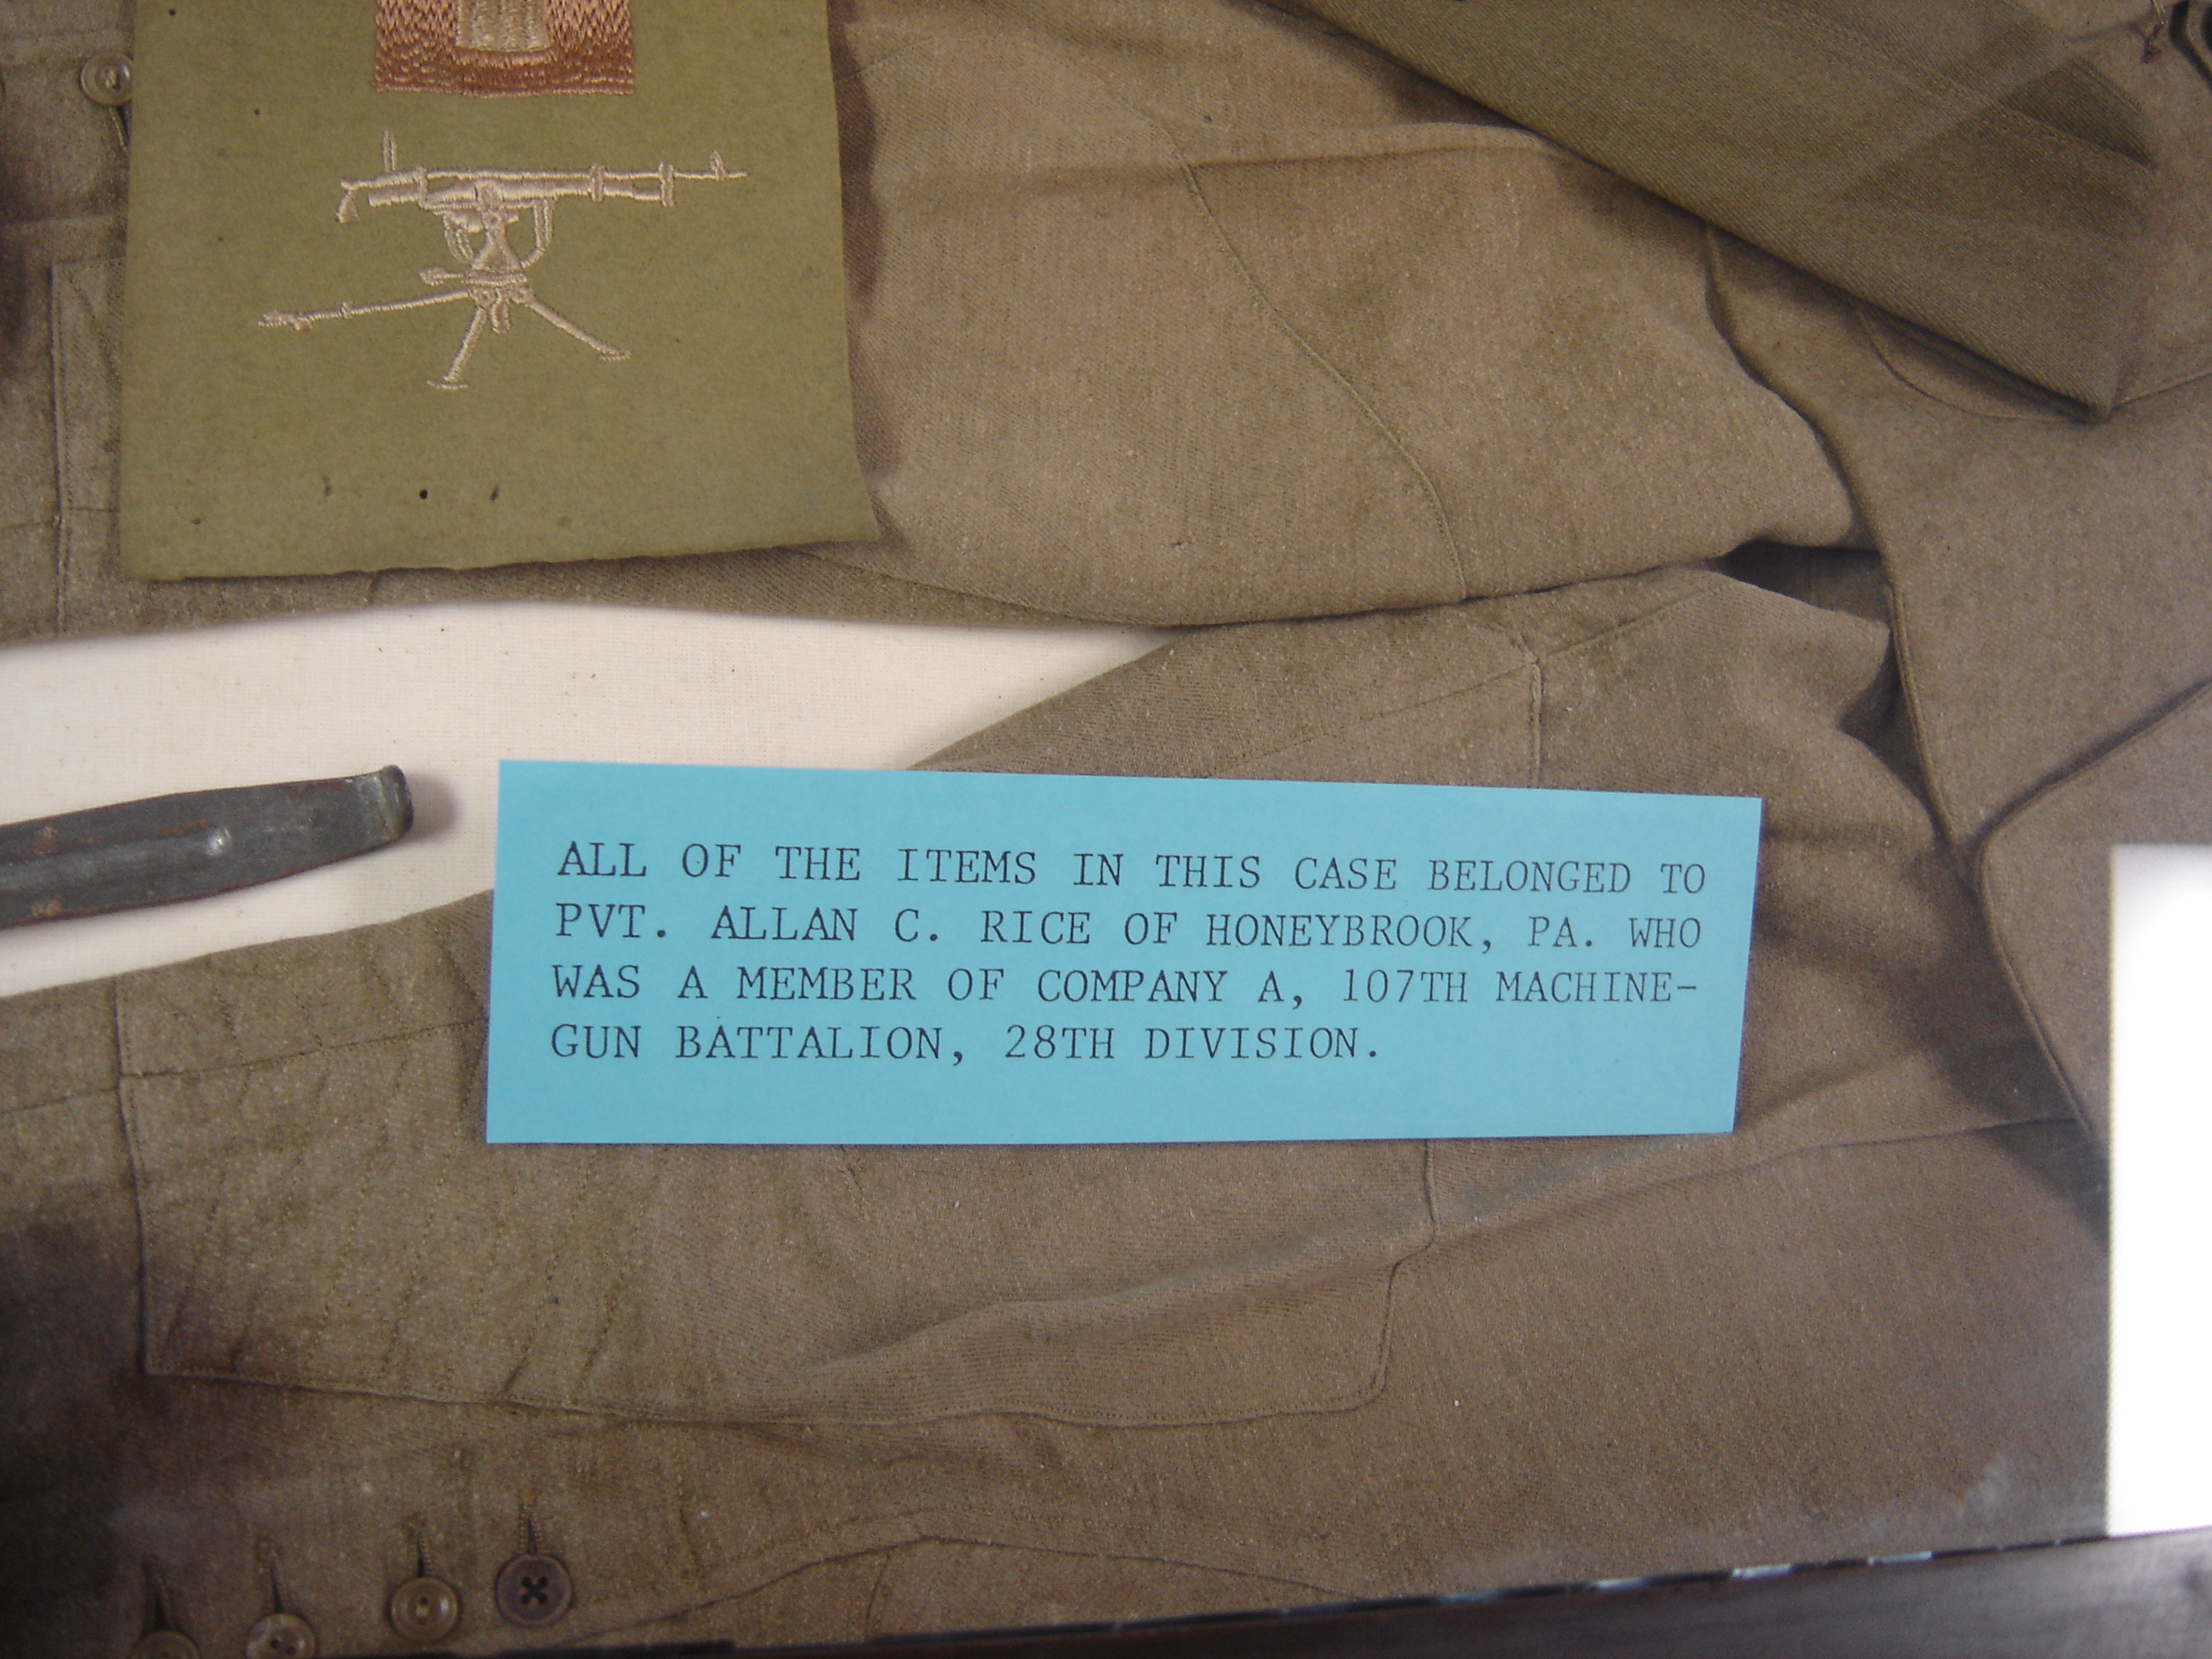 ALL OF THE ITEMS IN THIS CASE BELONGED TO
PVT. ALLAN C. RICE OF HONEYBROOK, PA. WHO
WAS A MEMBER OF COMPANY A, 107TH MACHINE-
GUN BATTALION, 28TH DIVISION.